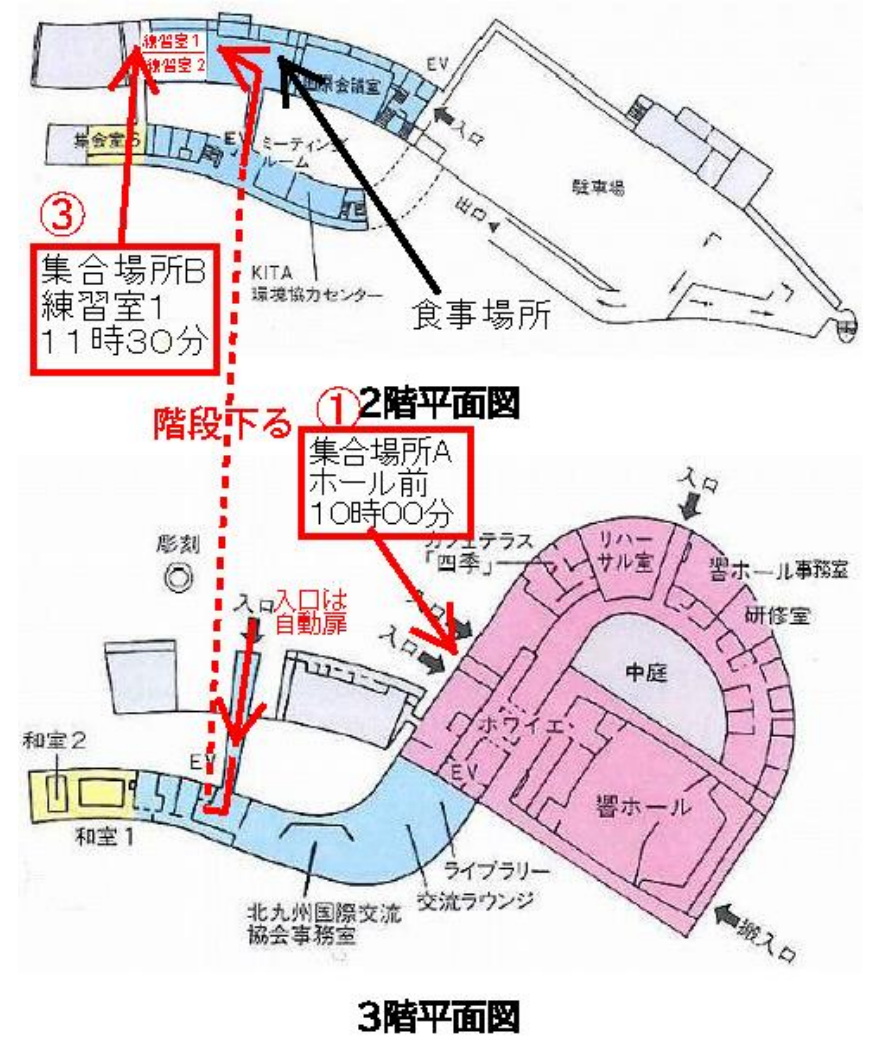 練習室1
練習室2
EV
国際会議室
入口
集会室6
EV
ミーティング
ルーム
駐車場
出口
③
集合場所B
練習室1
11時30分
KITA
環境協力センター
食事場所
2階平面図
階段下る
①
集合場所A
ホール前
10時00分
入口
カフェテラス
「四季」
リハー
サル室
響ホール事務室
研修室
彫刻
入口
入口は
自動扉
入口
入口
中庭
ホワイエ
和室2
EV
EV
響ホール
和室1
ライブラリー
交流ラウンジ
北九州国際交流
協会事務室
搬入口
3階平面図